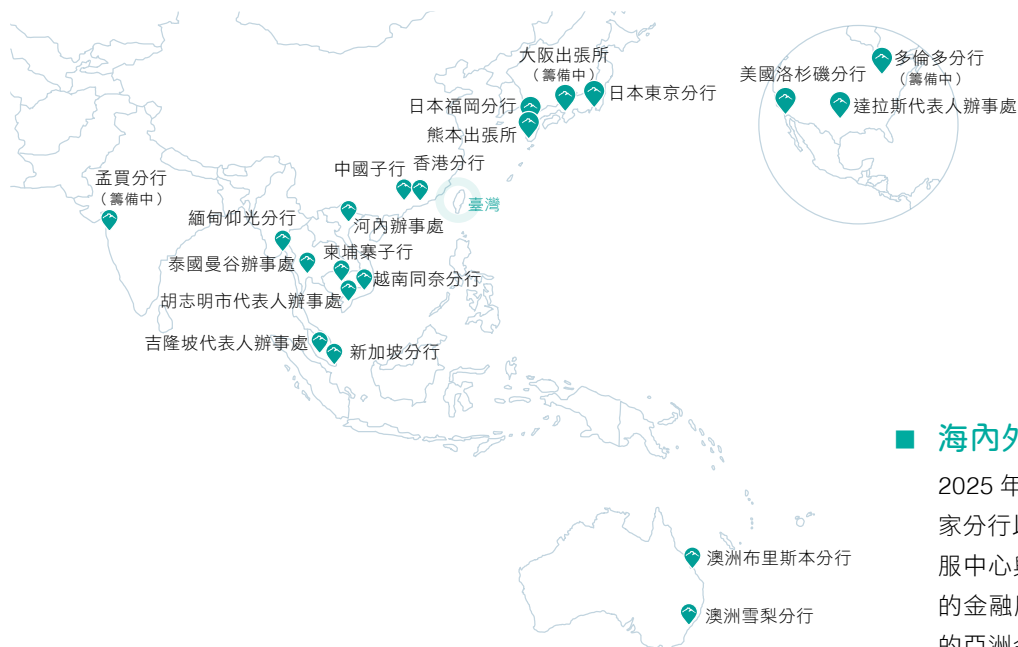 大阪出張所
（籌備中）
日本東京分行
日本福岡分行
熊本出張所
美國洛杉磯分行
多倫多分行
（籌備中）
達拉斯代表人辦事處
中國子行
香港分行
孟買分行
（籌備中）
臺灣
緬甸仰光分行
河內辦事處
泰國曼谷辦事處
柬埔寨子行
越南同奈分行
胡志明市代表人辦事處
吉隆坡代表人辦事處
新加坡分行
澳洲布里斯本分行
澳洲雪梨分行
■ 海內外
2025 年
家分行以
服中心與
的金融
的亞洲